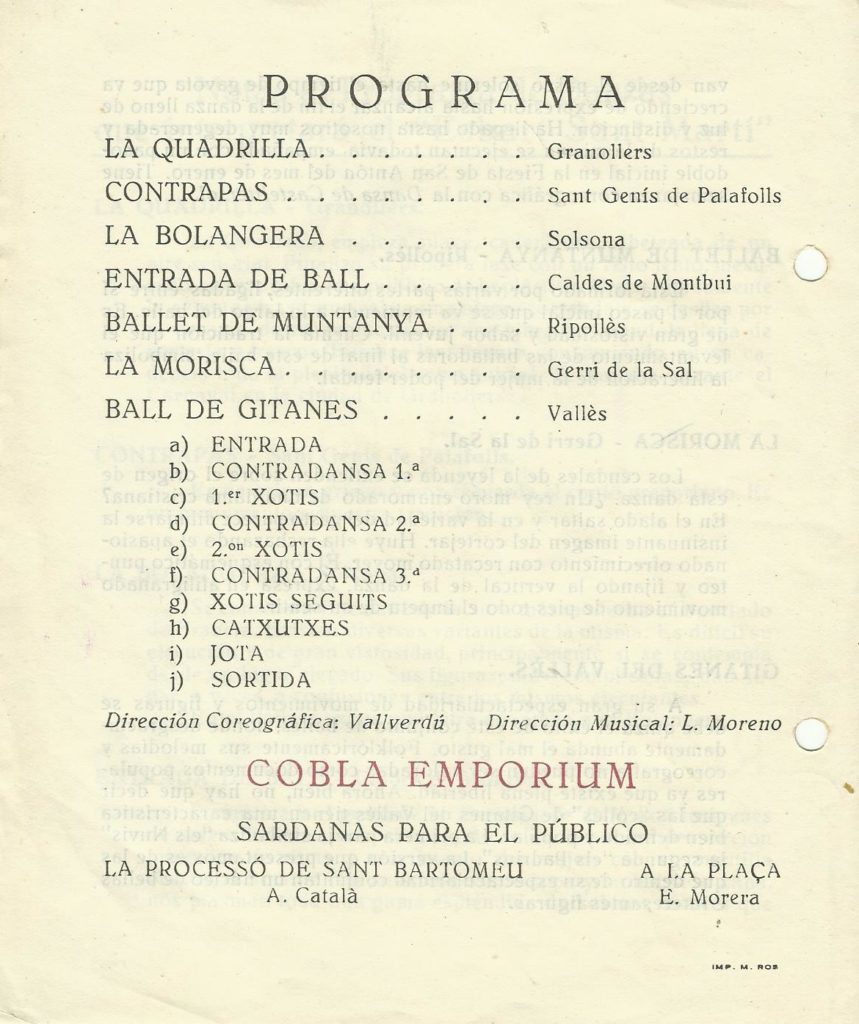 PROGRAMA
LA QUADRILLA . . . . . . . . Granollers
CONTRAPAS . . . . . . . . . Sant Genís de Palafolls
LA BOLANGERA . . . . . . Solsona
ENTRADA DE BALL . . . . . Caldes de Montbui
BALLET DE MUNTANYA . . . Ripollès
LA MORISCA . . . . . . . . . Gerri de la Sal
BALL DE GITANES . . . . . Vallès
a) ENTRADA
b) CONTRADANSA 1.ª
c) 1.er XOTIS
d) CONTRADANSA 2.ª
e) 2.on XOTIS
f) CONTRADANSA 3.ª
g) XOTIS SEGUITS
h) CATXUTXES
i) JOTA
j) SORTIDA
Dirección Coreográfica: Vallverdú Dirección Musical: L. Moreno
COBLA EMPORIUM
SARDANAS PARA EL PÚBLICO
LA PROCESSÓ DE SANT BARTOMEU A LA PLAÇA
A. Català E. Morera
IMP. M. ROS